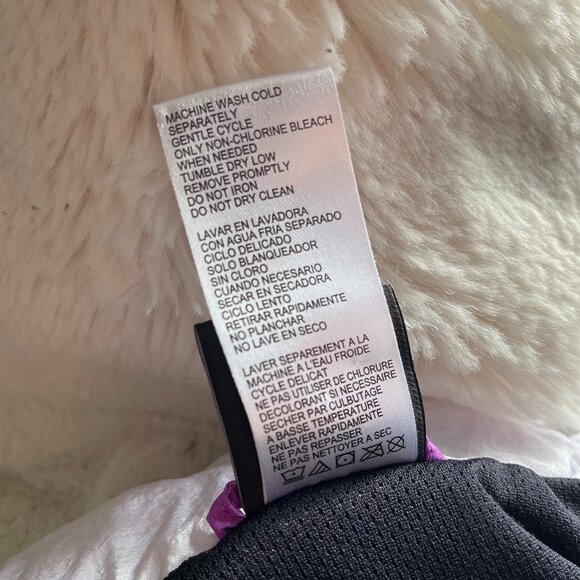 MACHINE WASH COLD
SEPARATELY
GENTLE CYCLE
ONLY NON-CHLORINE BLEACH
WHEN NEEDED
TUMBLE DRY LOW
REMOVE PROMPTLY
DO NOT IRON
DO NOT DRY CLEAN
LAVAR EN LAVADORA
CON AGUA FRIA SEPARADO
CICLO DELICADO
SOLO BLANQUEADOR
SIN CLORO
CUANDO NECESARIO
SECAR EN SECADORA
CICLO LENTO
RETIRAR RAPIDAMENTE
NO PLANCHAR
NO LAVE EN SECO
LAVER SEPAREMENT A LA
MACHINE A L'EAU FROIDE
CYCLE DELICAT
NE PAS UTILISER DE CHLORURE
DECOLORANT SI NECESSAIRE
SECHER PAR CULBUTAGE
A BASSE TEMPERATURE
ENLEVER RAPIDEMENT
NE PAS REPASSER
NE PAS NETTOYER A SEC